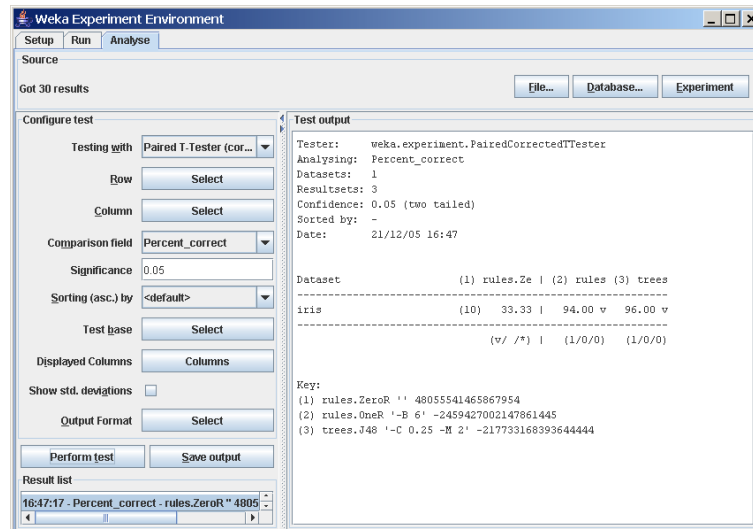 Weka Experiment Environment
Setup Run Analyse
Source
Got 30 results
File... Database... Experiment
Configure test
Testing with Paired T-Tester (cor...
Row Select
Column Select
Comparison field Percent_correct
Significance 0.05
Sorting (asc.) by <default>
Test base Select
Displayed Columns Columns
Show std. deviations
Output Format Select
Perform test Save output
Result list
16:47:17 - Percent_correct - rules.ZeroR '' 4805
Test output
Tester: weka.experiment.PairedCorrectedTTester
Analysing: Percent_correct
Datasets: 1
Resultsets: 3
Confidence: 0.05 (two tailed)
Sorted by: -
Date: 21/12/05 16:47
Dataset (1) rules.Ze | (2) rules (3) trees
--------------------------------------------------------------
iris (10) 33.33 | 94.00 v 96.00 v
--------------------------------------------------------------
(v/ /*) | (1/0/0) (1/0/0)
Key:
(1) rules.ZeroR '' 48055541465867954
(2) rules.OneR '-B 6' -2459427002147861445
(3) trees.J48 '-C 0.25 -M 2' -217733168393644444